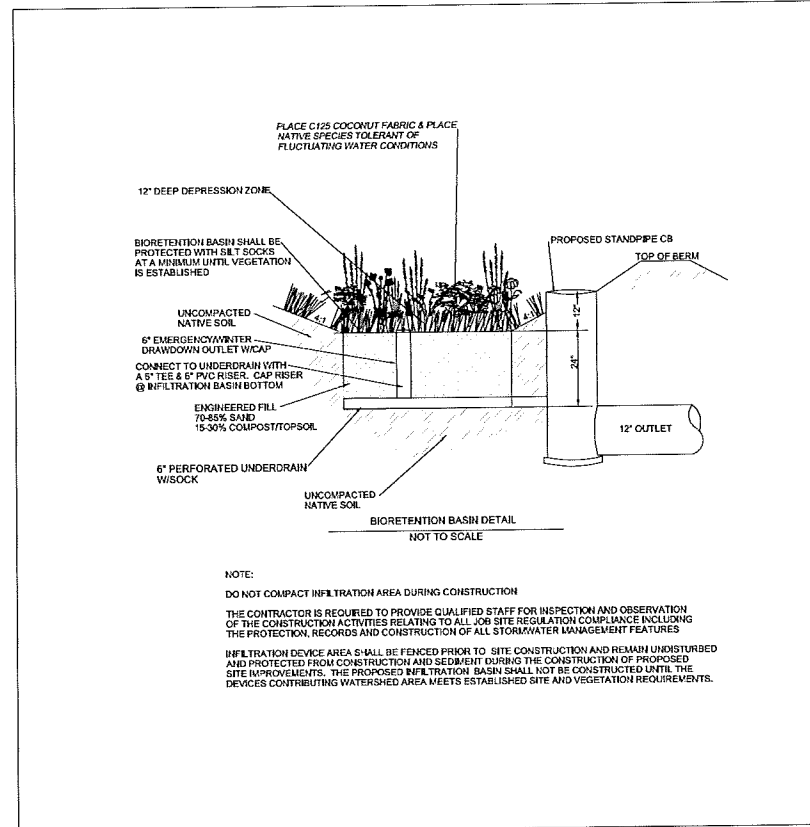 PLACE C125 COCONUT FABRIC & PLACE
NATIVE SPECIES TOLERANT OF
FLUCTUATING WATER CONDITIONS
12" DEEP DEPRESSION ZONE
BIORETENTION BASIN SHALL BE
PROTECTED WITH SILT SOCKS
AT A MINIMUM UNTIL VEGETATION
IS ESTABLISHED
PROPOSED STANDPIPE CB
TOP OF BERM
UNCOMPACTED
NATIVE SOIL
4:1
4:1
12"
6" EMERGENCY/WINTER
DRAWDOWN OUTLET W/CAP
CONNECT TO UNDERDRAIN WITH
A 6" TEE & 6" PVC RISER. CAP RISER
@ INFILTRATION BASIN BOTTOM
24"
ENGINEERED FILL
70-85% SAND
15-30% COMPOST/TOPSOIL
12" OUTLET
6" PERFORATED UNDERDRAIN
W/SOCK
UNCOMPACTED
NATIVE SOIL
BIORETENTION BASIN DETAIL
NOT TO SCALE
NOTE:
DO NOT COMPACT INFILTRATION AREA DURING CONSTRUCTION
THE CONTRACTOR IS REQUIRED TO PROVIDE QUALIFIED STAFF FOR INSPECTION AND OBSERVATION
OF THE CONSTRUCTION ACTIVITIES RELATING TO ALL JOB SITE REGULATION COMPLIANCE INCLUDING
THE PROTECTION, RECORDS AND CONSTRUCTION OF ALL STORMWATER MANAGEMENT FEATURES
INFILTRATION DEVICE AREA SHALL BE FENCED PRIOR TO SITE CONSTRUCTION AND REMAIN UNDISTURBED
AND PROTECTED FROM CONSTRUCTION AND SEDIMENT DURING THE CONSTRUCTION OF PROPOSED
SITE IMPROVEMENTS. THE PROPOSED INFILTRATION BASIN SHALL NOT BE CONSTRUCTED UNTIL THE
DEVICES CONTRIBUTING WATERSHED AREA MEETS ESTABLISHED SITE AND VEGETATION REQUIREMENTS.